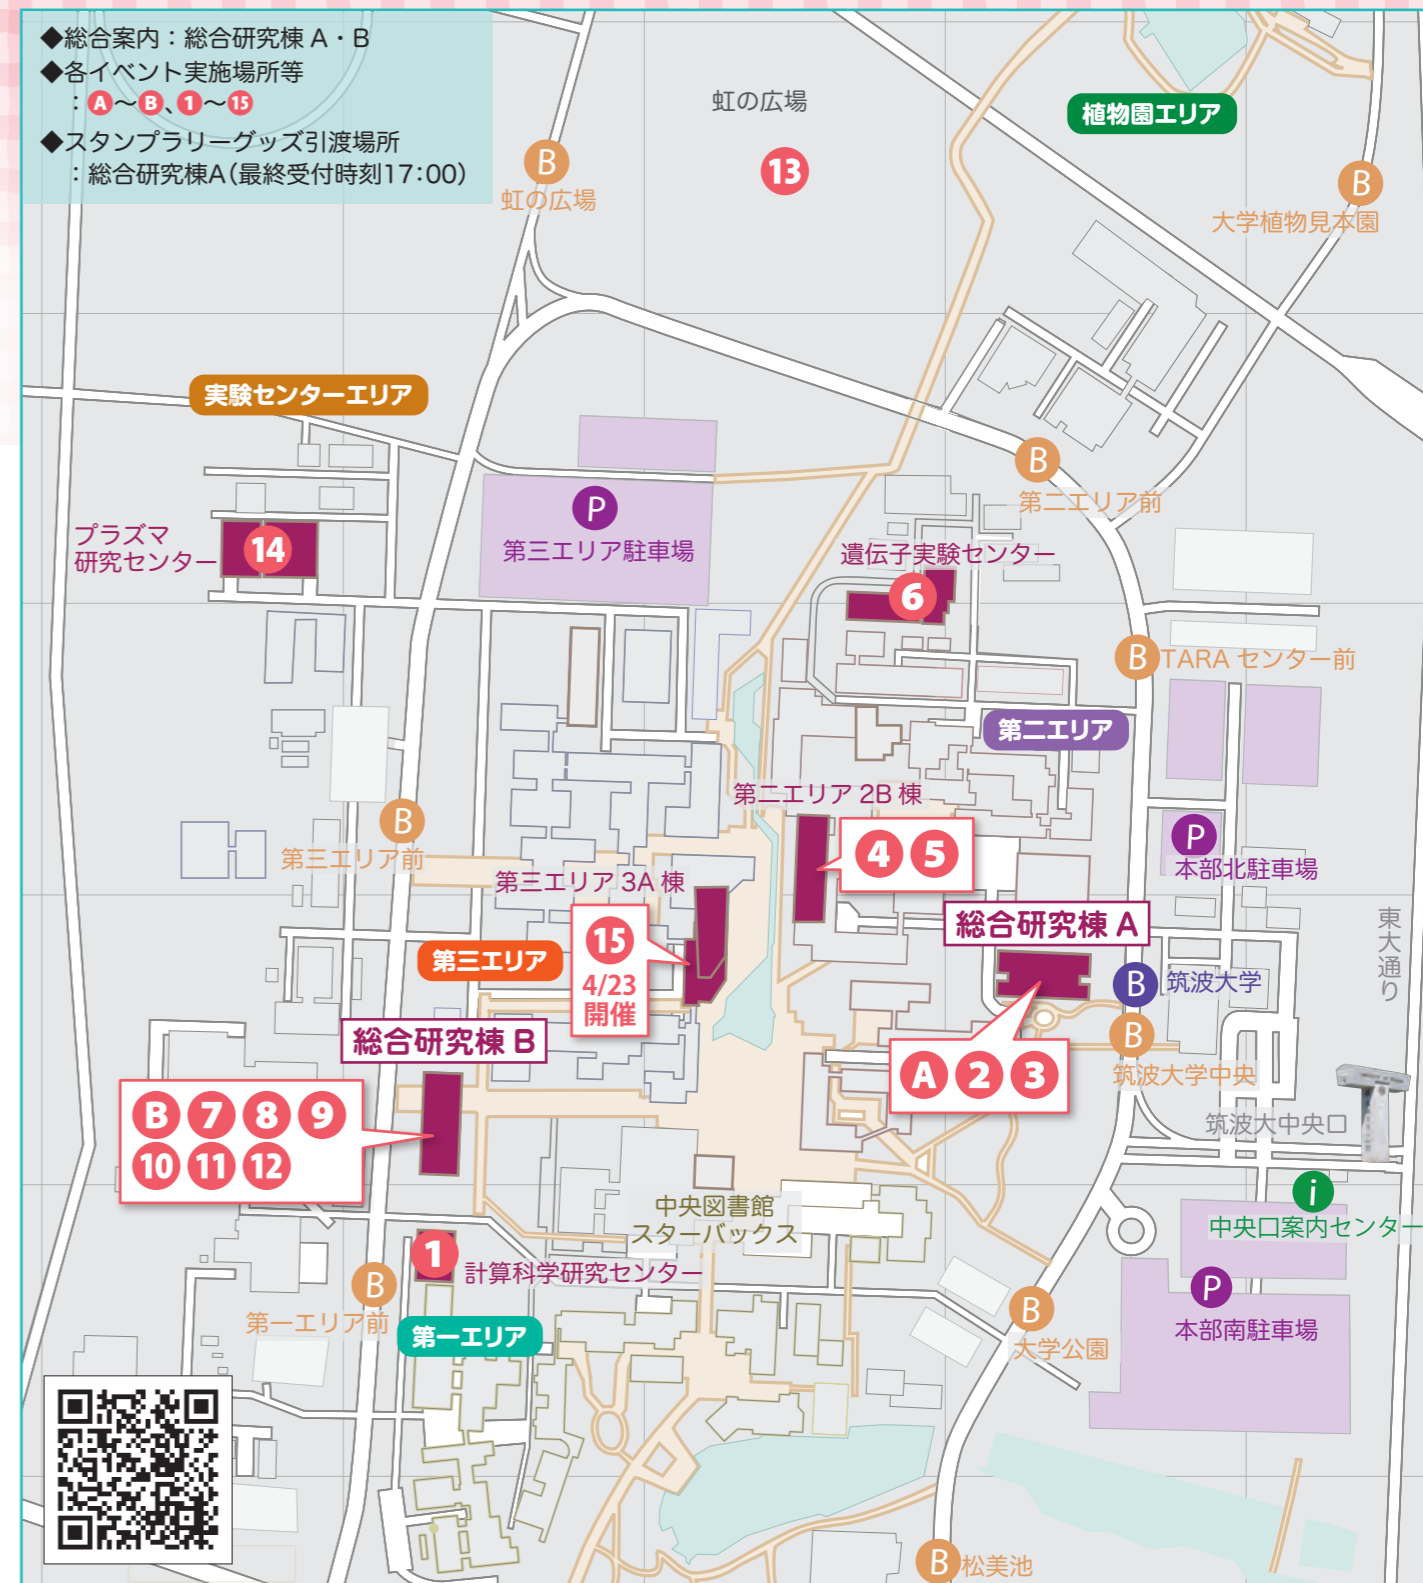 ◆総合案内：総合研究棟 A・B
◆各イベント実施場所等
：A～B、1～15
◆スタンプラリーグッズ引渡場所
：総合研究棟A（最終受付時刻17：00）
虹の広場
13
植物園エリア
B
虹の広場
B
大学植物見本園
実験センターエリア
B
第二エリア前
P
第三エリア駐車場
プラズマ
研究センター
14
遺伝子実験センター
6
B
TARA センター前
第二エリア
第二エリア 2B 棟
4 5
B
第三エリア前
P
本部北駐車場
第三エリア 3A 棟
15
4/23
開催
総合研究棟 A
東大通り
第三エリア
B
筑波大学
総合研究棟 B
A 2 3
B
筑波大学中央
B 7 8 9
10 11 12
筑波大中央口
i
中央口案内センター
中央図書館
スターバックス
1
計算科学研究センター
B
第一エリア前
第一エリア
P
本部南駐車場
B
大学公園
B
松美池